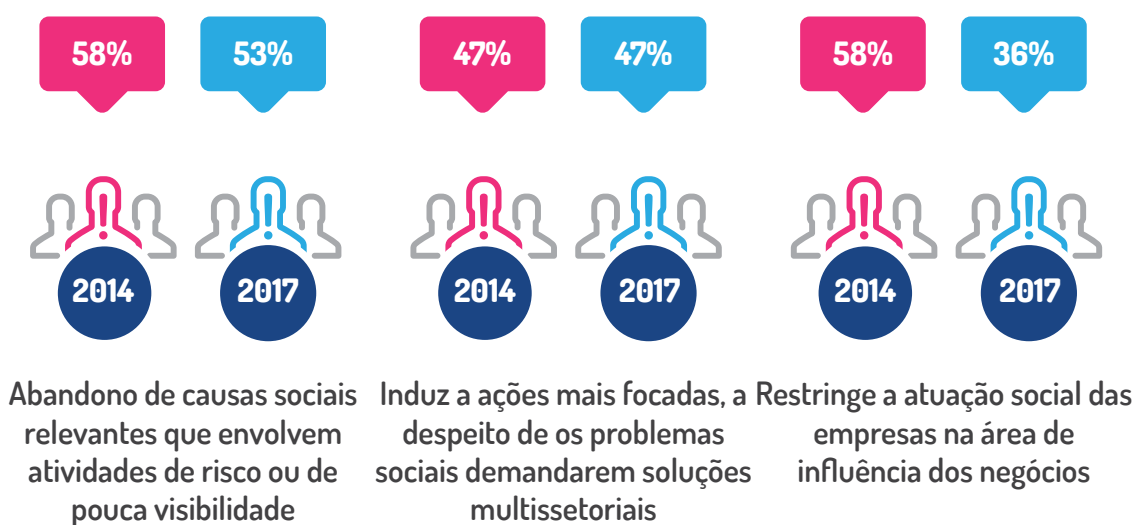 58%
53%
47%
47%
58%
36%
2014
2017
2014
2017
2014
2017
Abandono de causas sociais
relevantes que envolvem
atividades de risco ou de
pouca visibilidade
Induz a ações mais focadas, a
despeito de os problemas
sociais demandarem soluções
multissetoriais
Restringe a atuação social das
empresas na área de
influência dos negócios